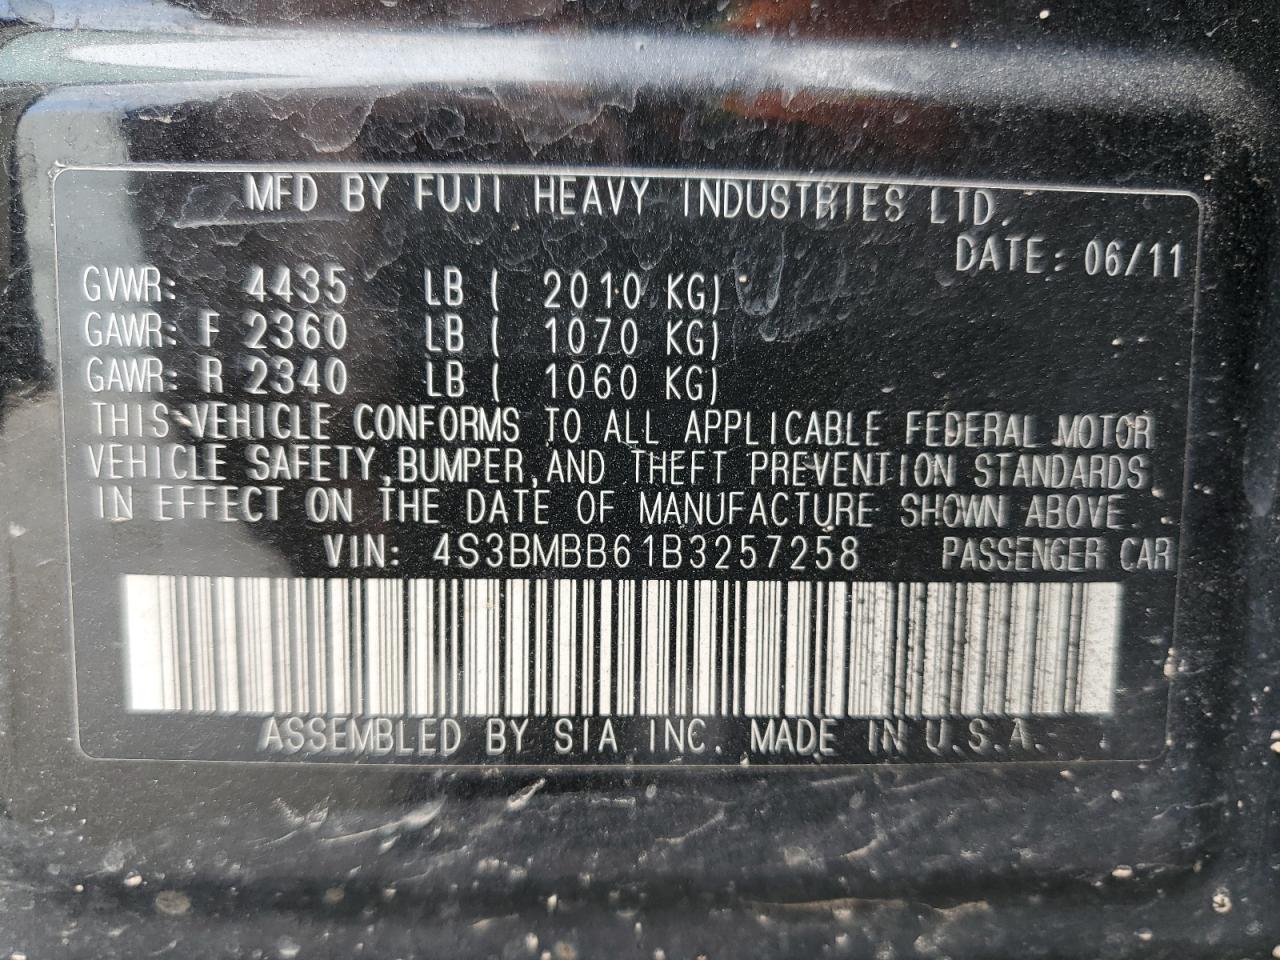 MFD BY FUJI HEAVY INDUSTRIES LTD.
DATE: 06/11
GVWR: 4435 LB ( 2010 KG)
GAWR: F 2360 LB ( 1070 KG)
GAWR: R 2340 LB ( 1060 KG)
THIS VEHICLE CONFORMS TO ALL APPLICABLE FEDERAL MOTOR
VEHICLE SAFETY, BUMPER, AND THEFT PREVENTION STANDARDS
IN EFFECT ON THE DATE OF MANUFACTURE SHOWN ABOVE.
VIN: 4S3BMBB61B3257258 PASSENGER CAR
ASSEMBLED BY SIA INC. MADE IN U.S.A.